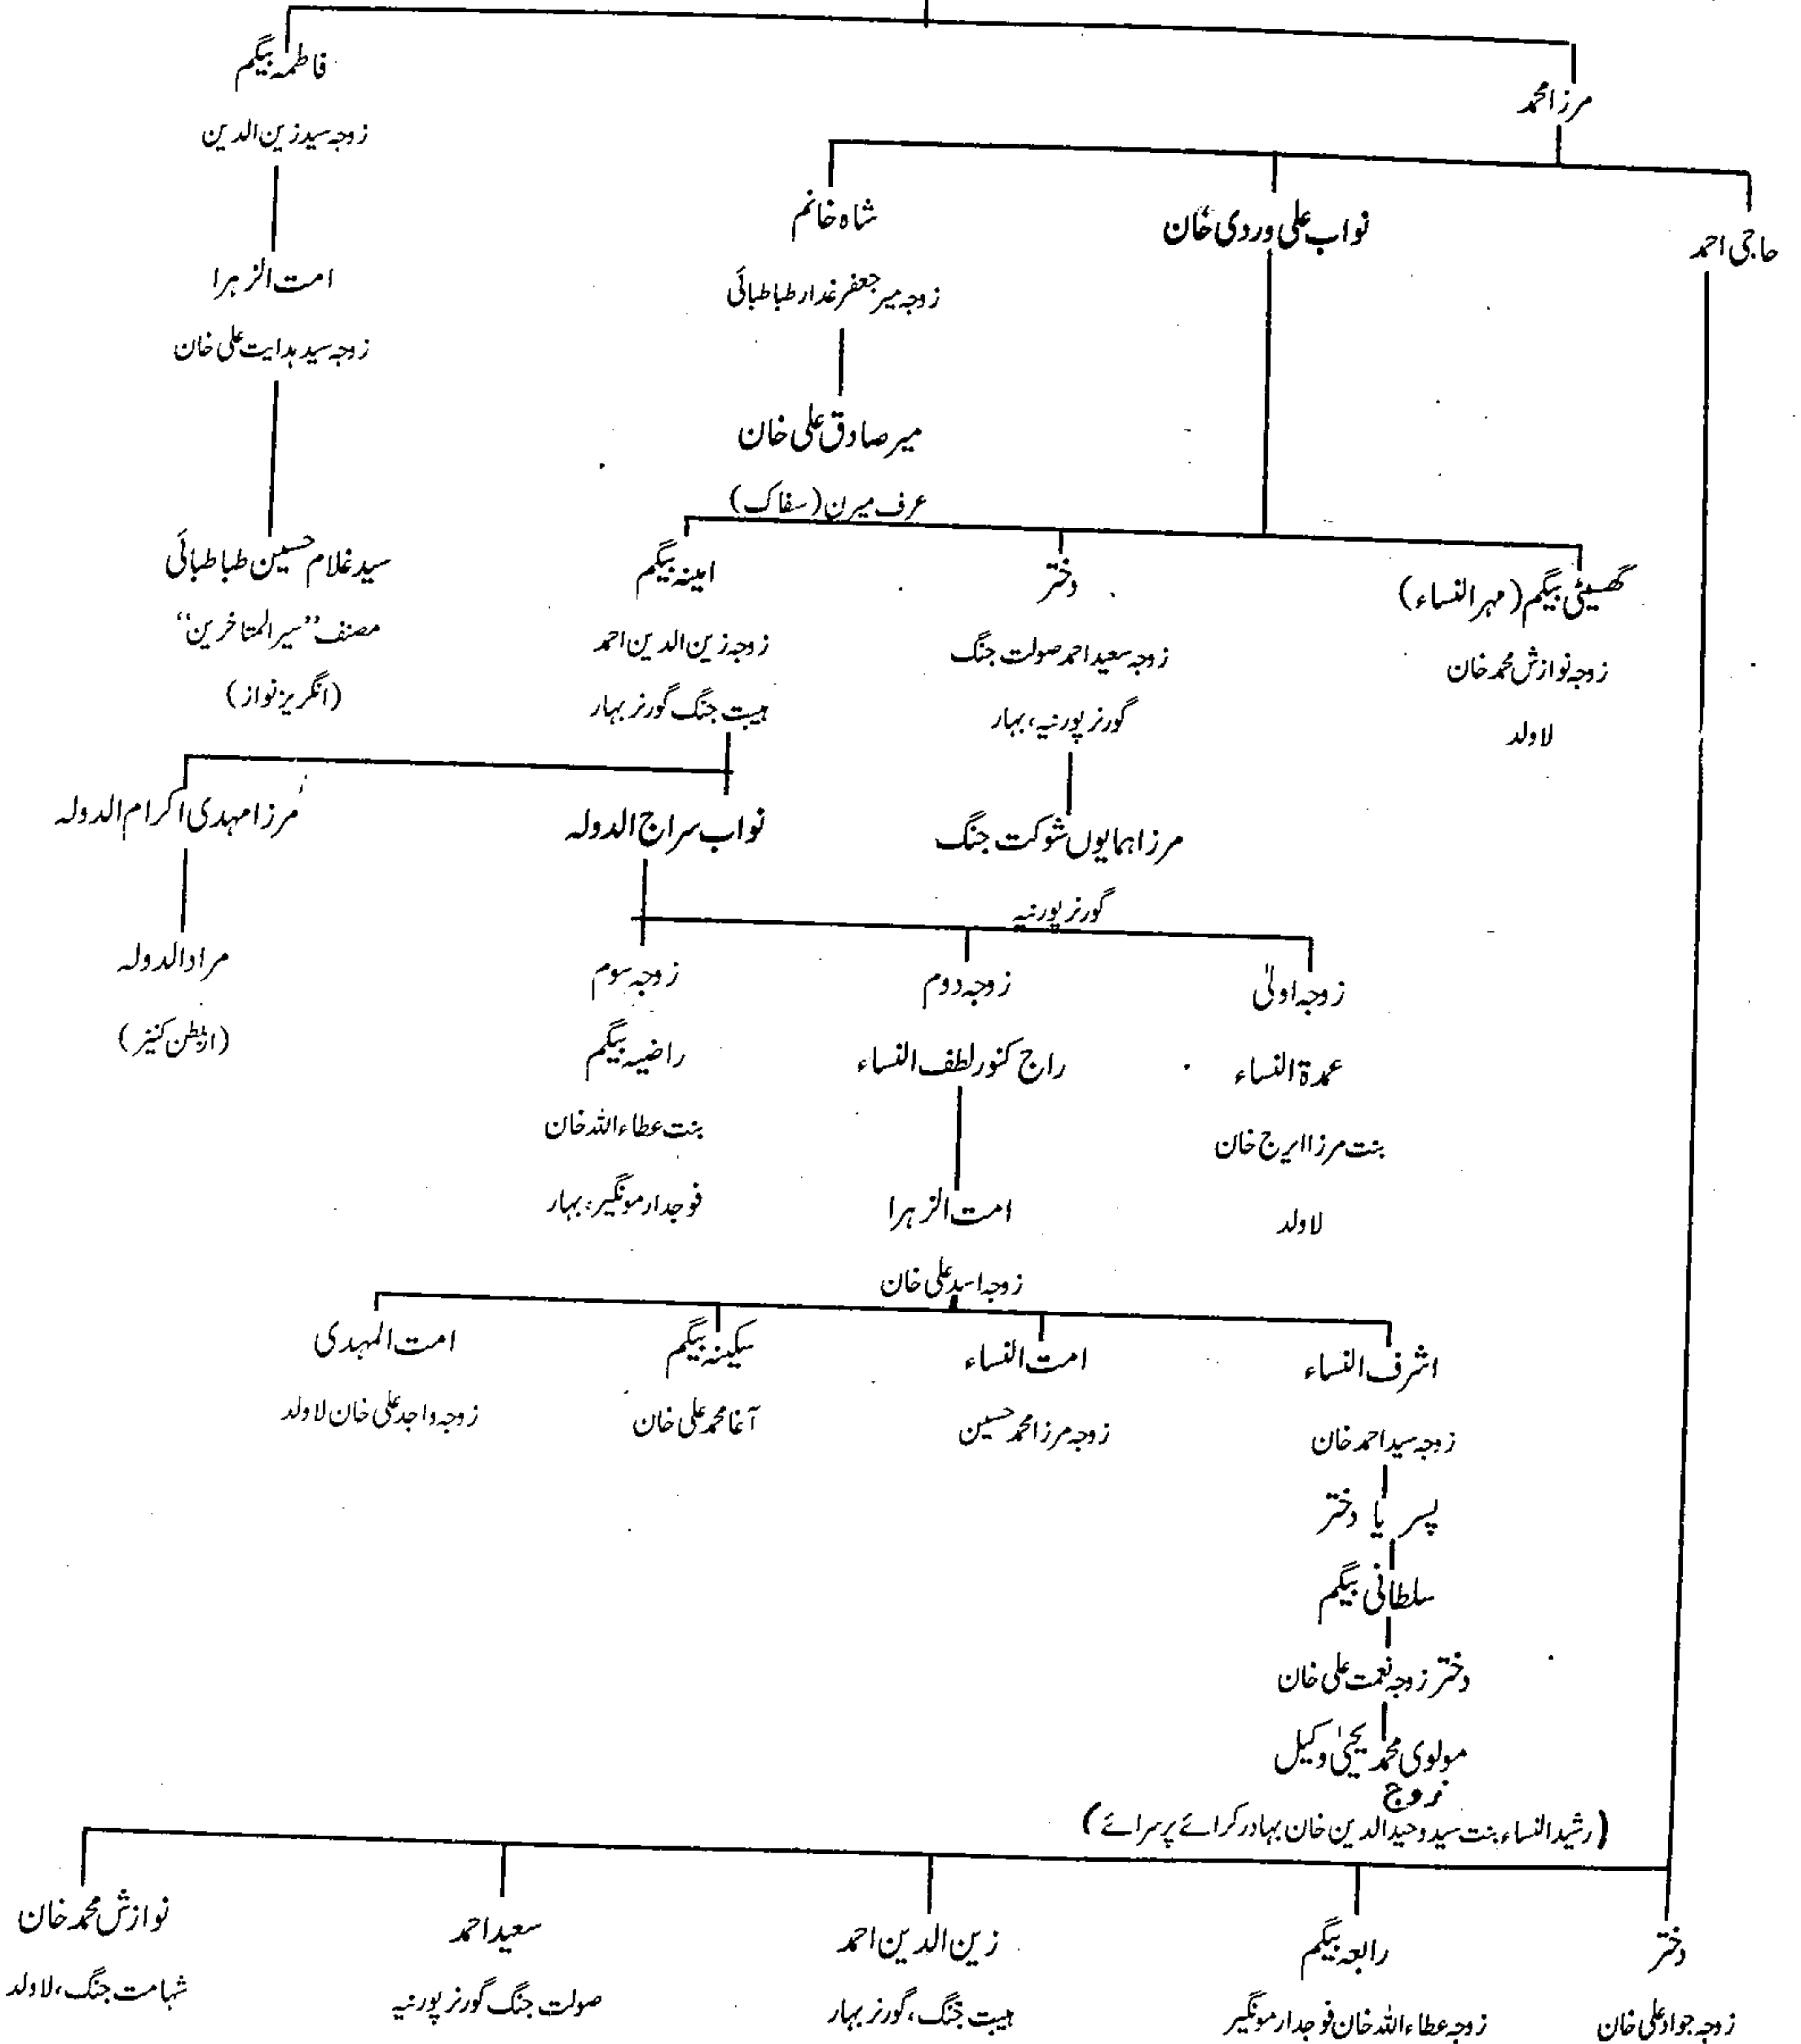 فاطمہ بیگم
زوجہ سید زین الدین
امت الزہرا
زوجہ سید ہدایت علی خان
سید غلام حسین طباطبائی
مصنف ”سیر المتاخرین“
(انگریز نواز)
مرزا محمد
حاجی احمد
نواب علی وردی خان
شاہ خانم
زوجہ میر جعفر غدار طباطبائی
میر صادق علی خان
عرف میرن (سفاک)
گھسیٹی بیگم (مہر النساء)
زوجہ نوازش محمد خان
لاولد
دختر
زوجہ سعید احمد صولت جنگ
گورنر پورنیہ، بہار
مرزا ہمایوں شوکت جنگ
گورنر پورنیہ
امینہ بیگم
زوجہ زین الدین احمد
ہیبت جنگ گورنر بہار
نواب سراج الدولہ
مرزا مہدی اکرام الدولہ
مراد الدولہ
(از بطن کنیز)
زوجہ اولیٰ
عمدۃ النساء
بنت مرزا ایرج خان
لاولد
زوجہ دوم
راج کنور لطف النساء
امت الزہرا
زوجہ اسد علی خان
زوجہ سوم
راضیہ بیگم
بنت عطاء اللہ خان
فوجدار مونگیر، بہار
اشرف النساء
زوجہ سید احمد خان
پسر یا دختر
سلطانی بیگم
دختر زوجہ نعمت علی خان
مولوی محمد یحییٰ وکیل
زوج
(رشید النساء بنت سید وحید الدین خان بہادر کرائے پرسرائے)
امت النساء
زوجہ مرزا محمد حسین
سکینہ بیگم
آغا محمد علی خان
امت المہدی
زوجہ واجد علی خان لاولد
دختر
زوجہ جواد علی خان
رابعہ بیگم
زوجہ عطاء اللہ خان فوجدار مونگیر
زین الدین احمد
ہیبت جنگ، گورنر بہار
سعید احمد
صولت جنگ گورنر پورنیہ
نوازش محمد خان
شہامت جنگ، لاولد